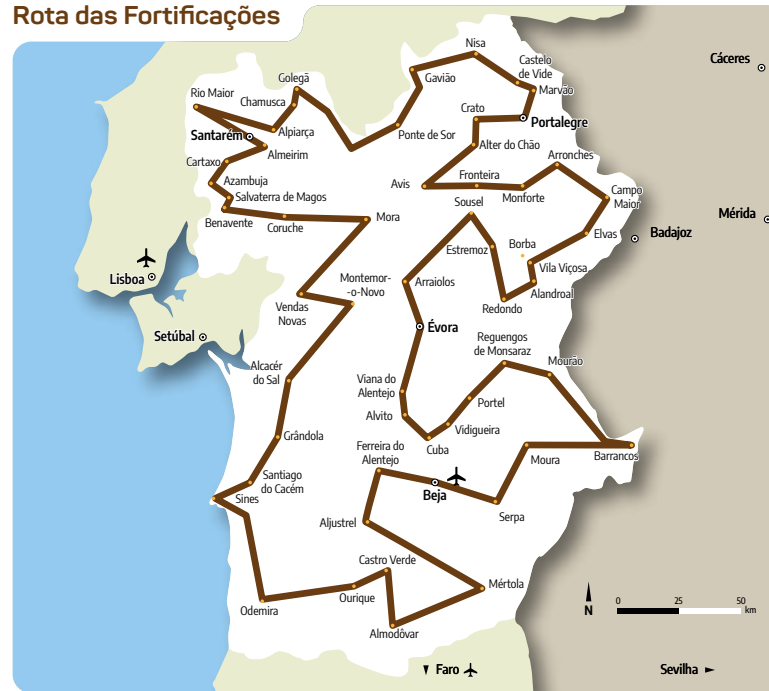 Rota das Fortificações
Nisa
Cáceres
Castelo
de Vide
Golegã
Gavião
Rio Maior
Chamusca
Marvão
Crato
Portalegre
Santarém
Alpiarça
Ponte de Sor
Almeirim
Alter do Chão
Arronches
Cartaxo
Azambuja
Avis
Fronteira
Campo
Maior
Salvaterra de Magos
Sousel
Monforte
Mérida
Benavente
Coruche
Mora
Elvas
Badajoz
Estremoz
Borba
Vila Viçosa
Lisboa
Montemor-
-o-Novo
Arraiolos
Alandroal
Vendas
Novas
Redondo
Évora
Setúbal
Reguengos
de Monsaraz
Mourão
Alcacér
do Sal
Viana do
Alentejo
Portel
Alvito
Vidigueira
Grândola
Cuba
Ferreira do
Alentejo
Moura
Barrancos
Santiago
do Cacém
Beja
Sines
Serpa
Aljustrel
Castro Verde
Mértola
Ourique
Odemira
Almodôvar
N
0 25 50
km
Faro
Sevilha